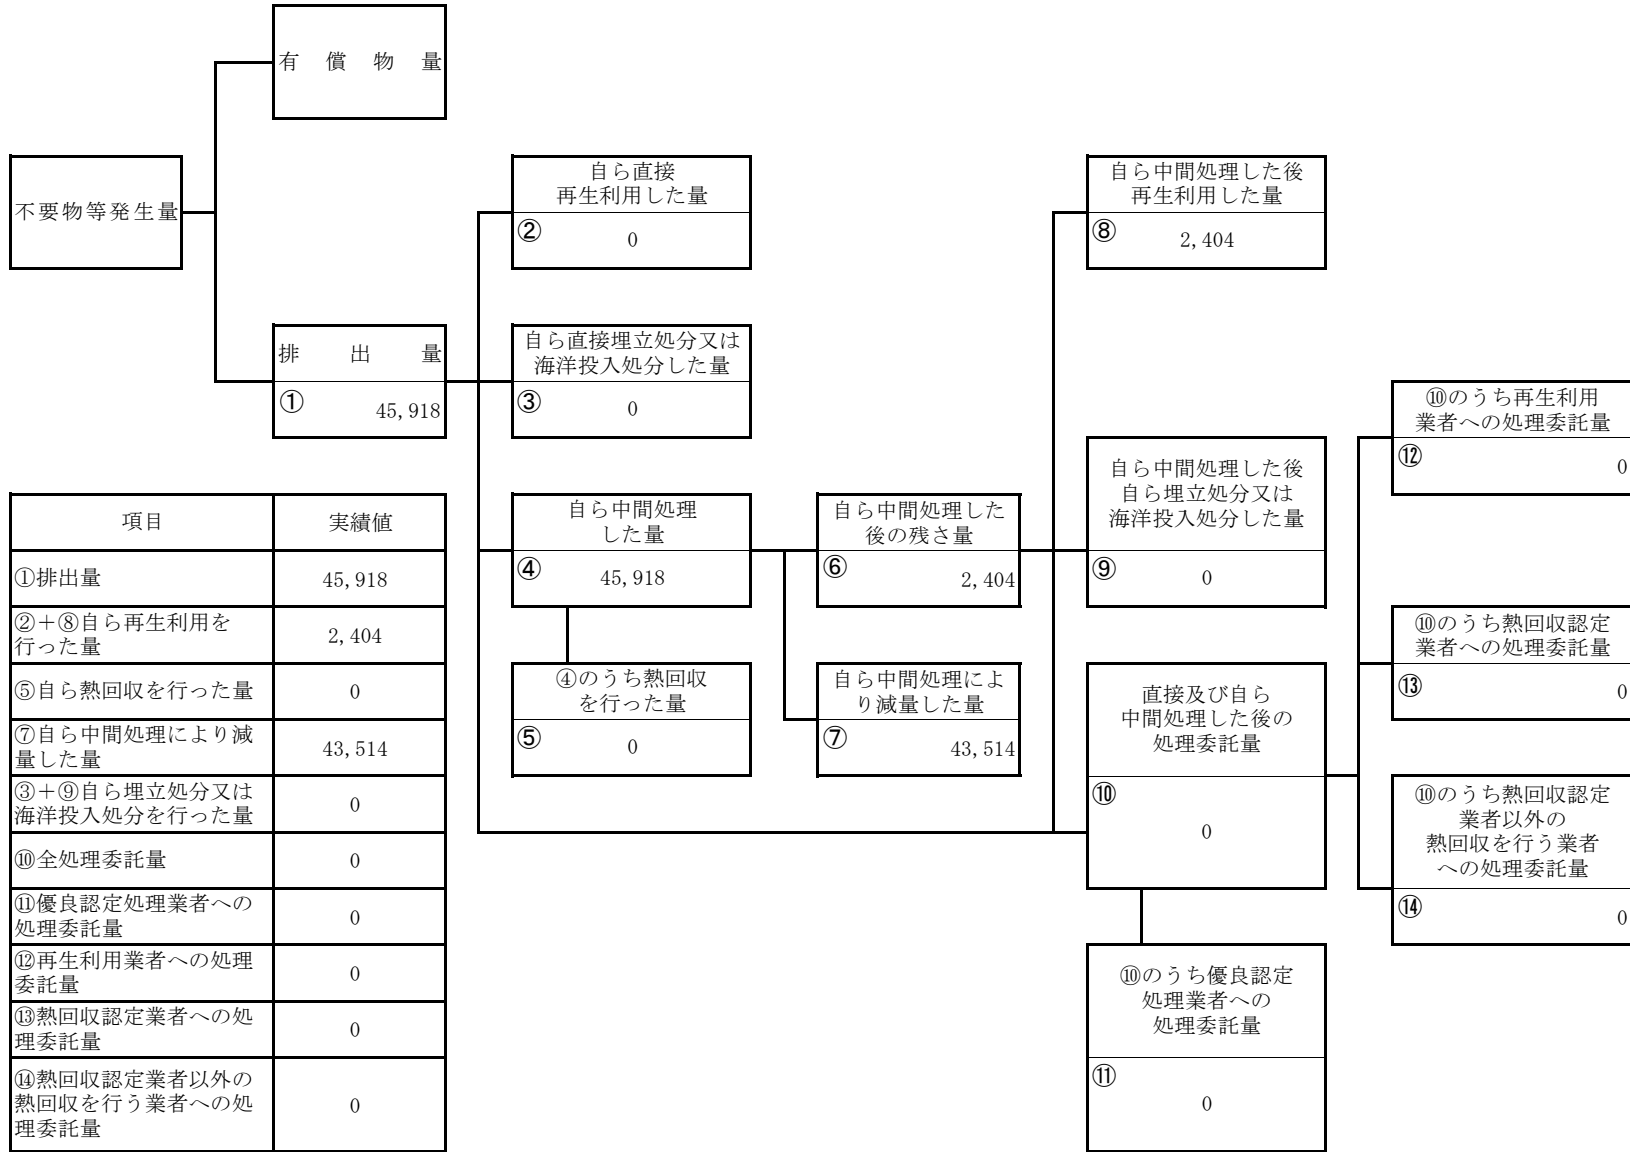 有償物量
不要物等発生量
自ら直接
再生利用した量
② 0
自ら中間処理した後
再生利用した量
⑧ 2,404
排出量
① 45,918
自ら直接埋立処分又は
海洋投入処分した量
③ 0
⑩のうち再生利用
業者への処理委託量
⑫ 0
自ら中間処理
した量
④ 45,918
自ら中間処理した
後の残さ量
⑥ 2,404
自ら中間処理した後
自ら埋立処分又は
海洋投入処分した量
⑨ 0
④のうち熱回収
を行った量
⑤ 0
自ら中間処理によ
り減量した量
⑦ 43,514
直接及び自ら
中間処理した後の
処理委託量
⑩
0
⑩のうち熱回収認定
業者への処理委託量
⑬ 0
⑩のうち熱回収認定
業者以外の
熱回収を行う業者
への処理委託量
⑭ 0
⑩のうち優良認定
処理業者への
処理委託量
⑪
0
項目 実績値
①排出量 45,918
②+⑧自ら再生利用を
行った量 2,404
⑤自ら熱回収を行った量 0
⑦自ら中間処理により減
量した量 43,514
③+⑨自ら埋立処分又は
海洋投入処分を行った量 0
⑩全処理委託量 0
⑪優良認定処理業者への
処理委託量 0
⑫再生利用業者への処理
委託量 0
⑬熱回収認定業者への処
理委託量 0
⑭熱回収認定業者以外の
熱回収を行う業者への処
理委託量 0